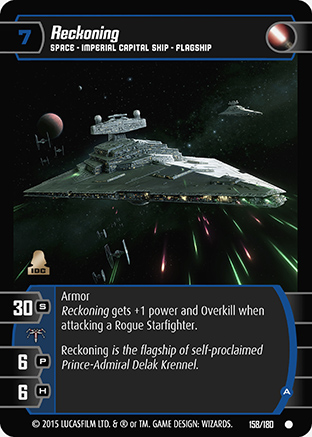 7
Reckoning
SPACE - IMPERIAL CAPITAL SHIP - FLAGSHIP
IDC
30 S
Armor
Reckoning gets +1 power and Overkill when
attacking a Rogue Starfighter.
6 P
Reckoning is the flagship of self-proclaimed
Prince-Admiral Delak Krennel.
6 H
A
© 2015 LUCASFILM LTD. & ® or TM. GAME DESIGN: WIZARDS. 158/180